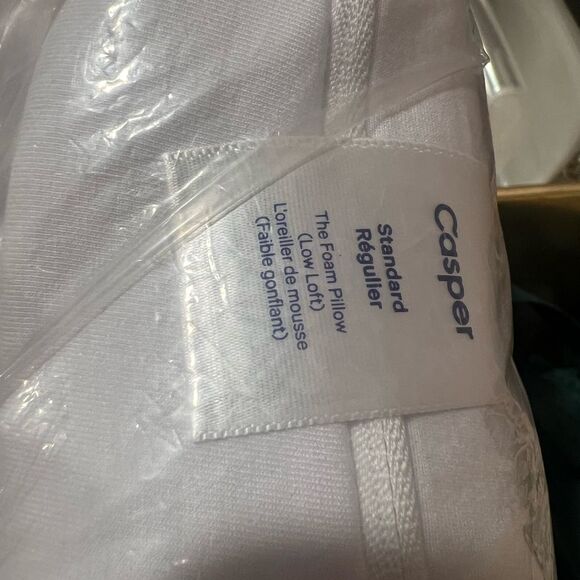 Casper
Standard
Régulier
The Foam Pillow
(Low Loft)
L'oreiller de mousse
(Faible gonflant)